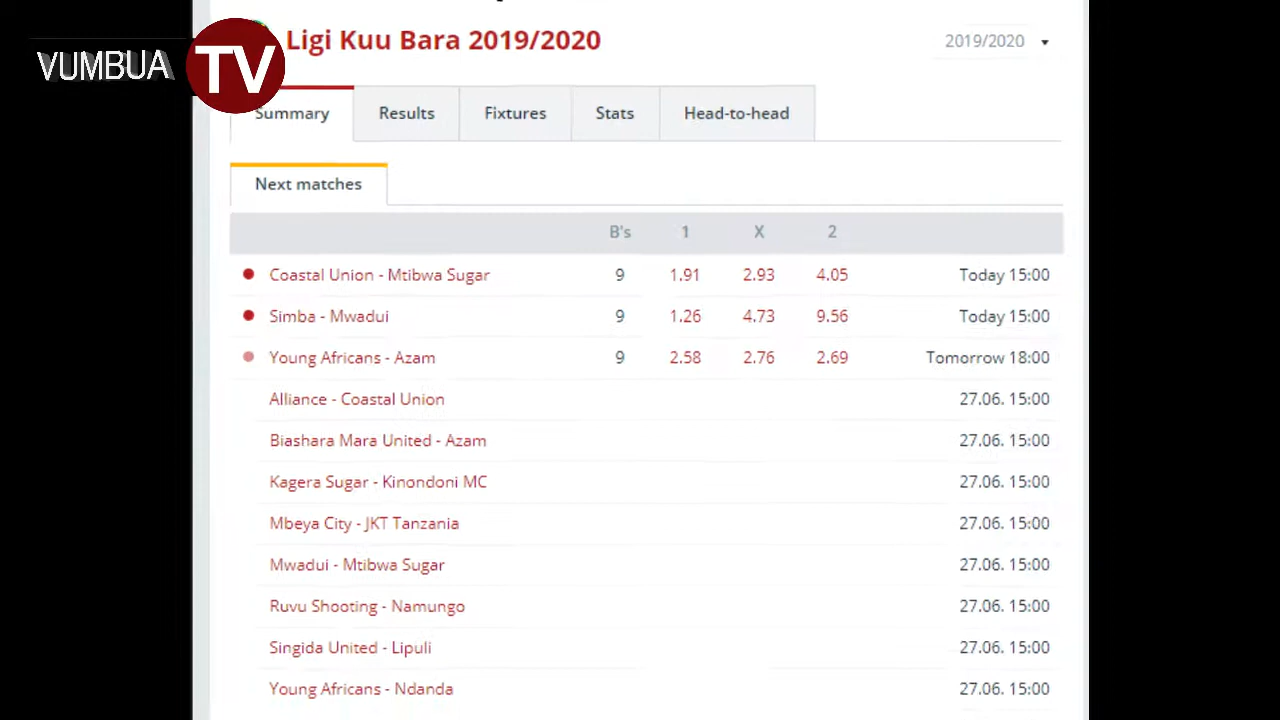 VUMBUA TV
Ligi Kuu Bara 2019/2020
2019/2020
Summary Results Fixtures Stats Head-to-head
Next matches
B's 1 X 2
Coastal Union - Mtibwa Sugar 9 1.91 2.93 4.05 Today 15:00
Simba - Mwadui 9 1.26 4.73 9.56 Today 15:00
Young Africans - Azam 9 2.58 2.76 2.69 Tomorrow 18:00
Alliance - Coastal Union 27.06. 15:00
Biashara Mara United - Azam 27.06. 15:00
Kagera Sugar - Kinondoni MC 27.06. 15:00
Mbeya City - JKT Tanzania 27.06. 15:00
Mwadui - Mtibwa Sugar 27.06. 15:00
Ruvu Shooting - Namungo 27.06. 15:00
Singida United - Lipuli 27.06. 15:00
Young Africans - Ndanda 27.06. 15:00